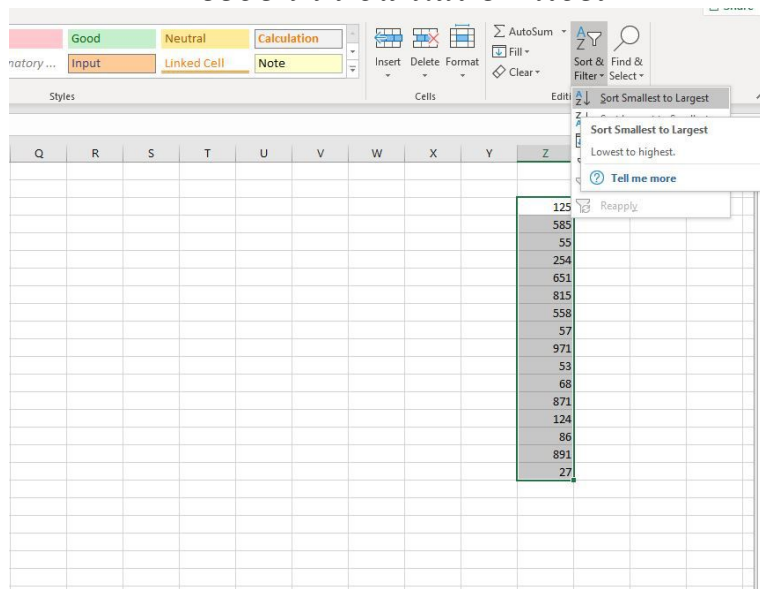 Good Neutral Calculation
natory ... Input Linked Cell Note
Styles
Insert Delete Format
Cells
AutoSum
Fill
Clear
Sort & Filter
Find & Select
Editi
Sort Smallest to Largest
Sort Smallest to Largest
Lowest to highest.
Tell me more
Reapply
Q R S T U V W X Y Z
125
585
55
254
651
815
558
57
971
53
68
871
124
86
891
27